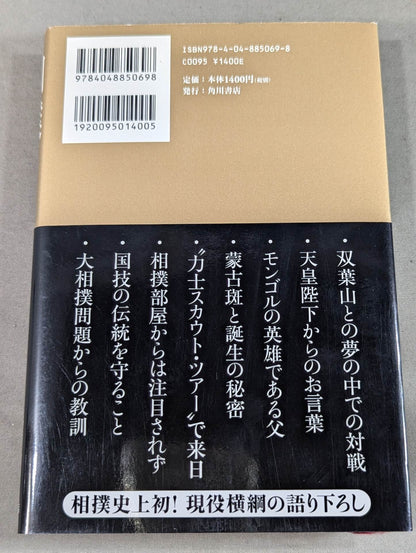 ISBN978-4-04-885069-8
C0095 ¥1400E
定価:本体1400円(税別)
発行:角川書店
9784048850698
1920095014005
・双葉山との夢の中での対戦
・天皇陛下からのお言葉
・モンゴルの英雄である父
・蒙古斑と誕生の秘密
・〝力士スカウト・ツアー〟で来日
・相撲部屋からは注目されず
・国技の伝統を守ること
・大相撲問題からの教訓
相撲史上初! 現役横綱の語り下ろし